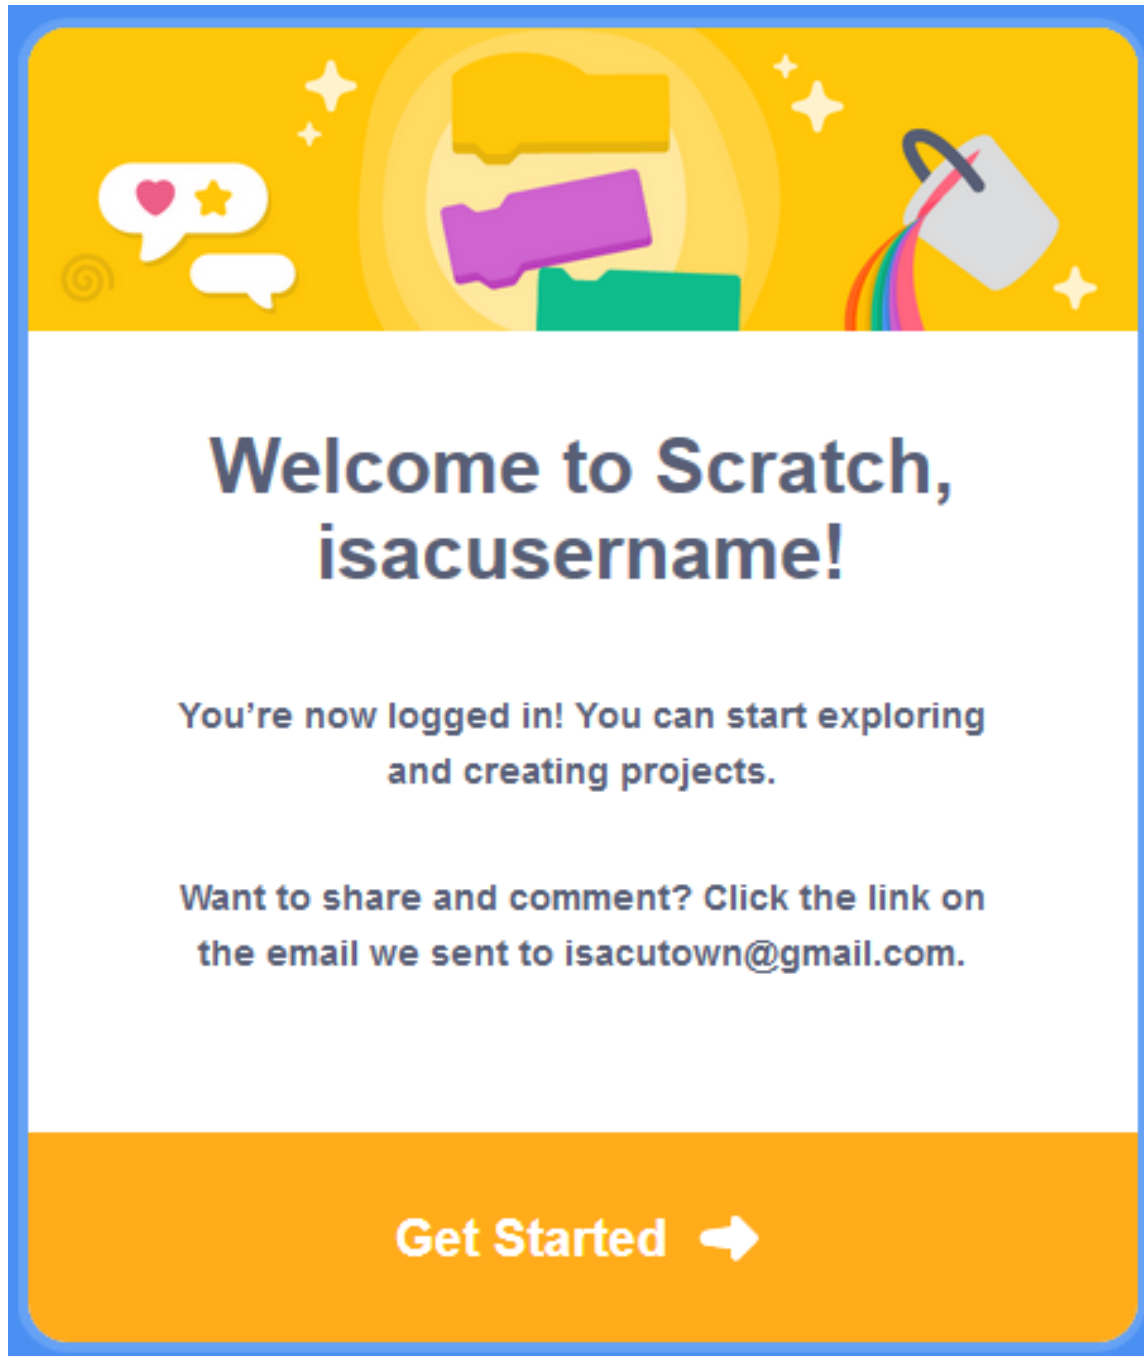 Welcome to Scratch,
isacusername!
You’re now logged in! You can start exploring
and creating projects.
Want to share and comment? Click the link on
the email we sent to isacutown@gmail.com.
Get Started